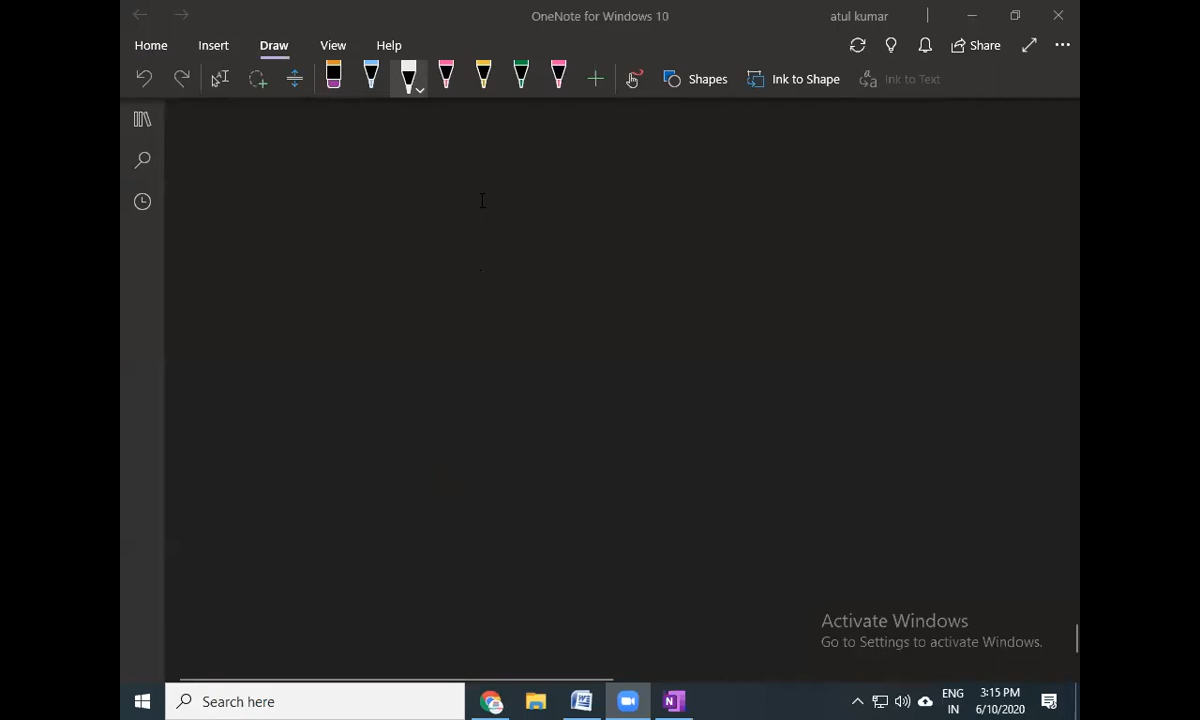 OneNote for Windows 10
atul kumar
Home Insert Draw View Help
Share
Shapes
Ink to Shape
Ink to Text
Activate Windows
Go to Settings to activate Windows.
Search here
ENG
IN
3:15 PM
6/10/2020